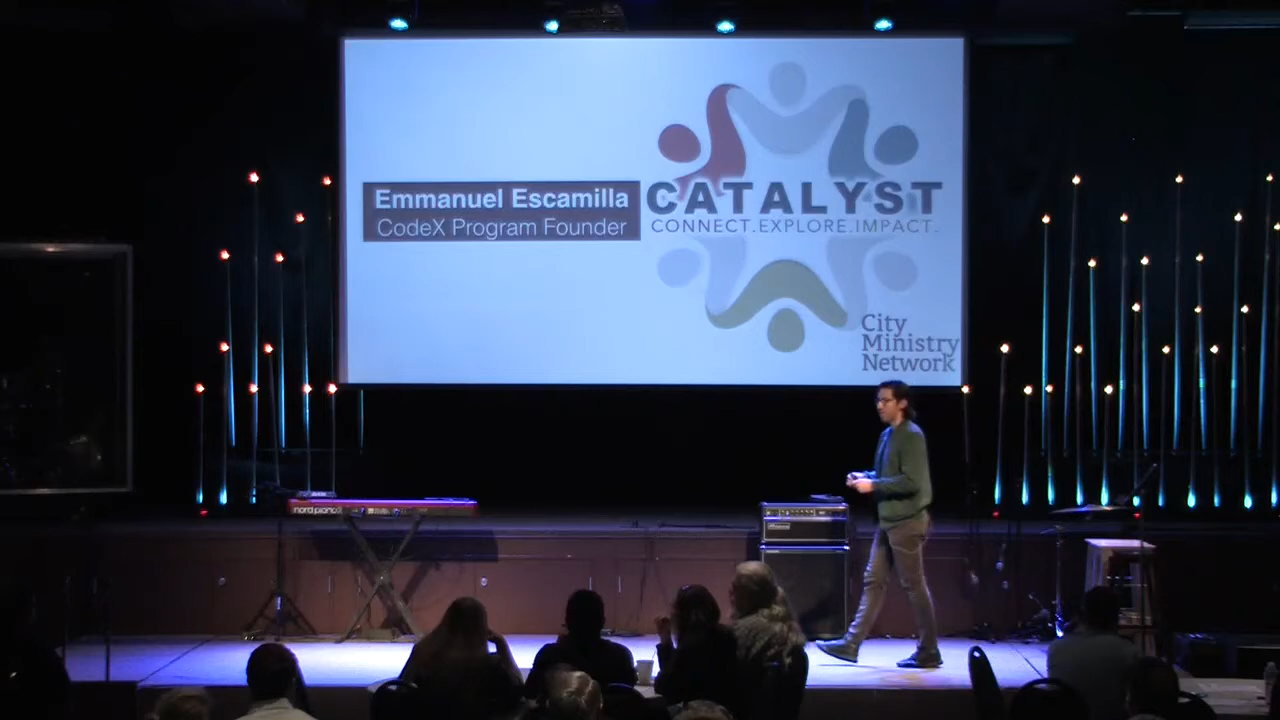 Emmanuel Escamilla
CodeX Program Founder
CATALYST
CONNECT.EXPLORE.IMPACT.
City
Ministry
Network
nord piano